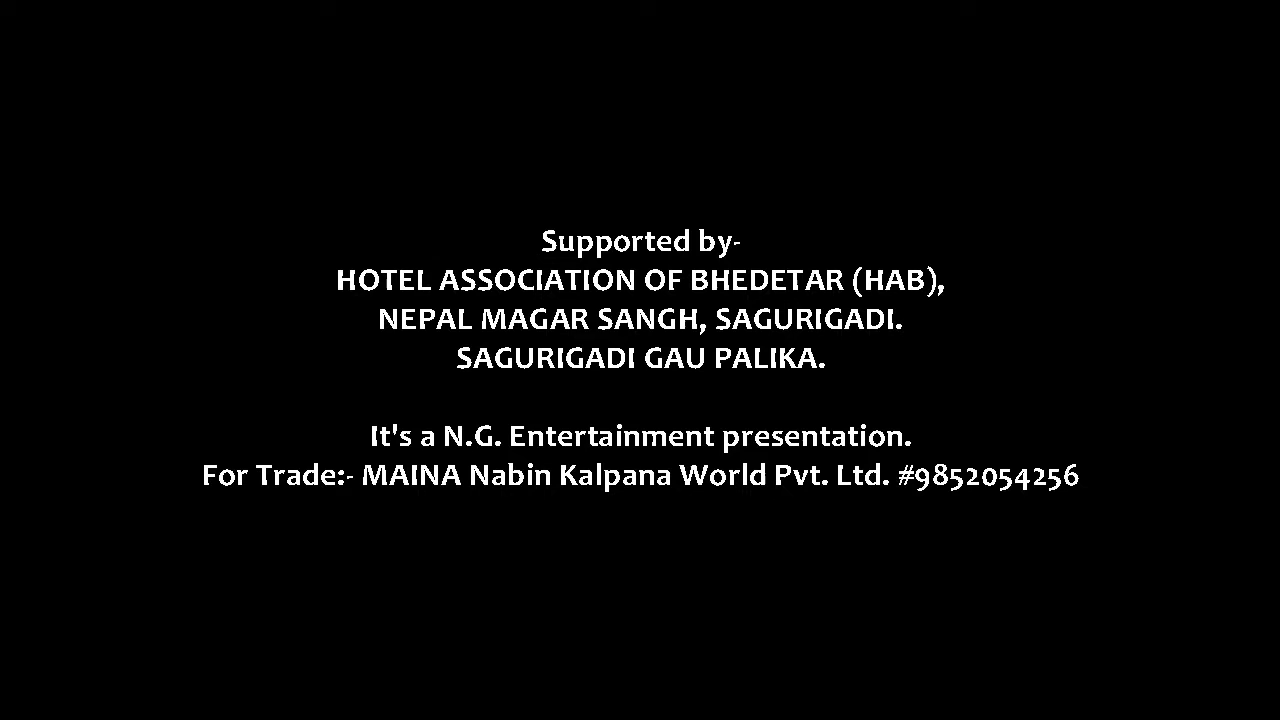 Supported by-
HOTEL ASSOCIATION OF BHEDETAR (HAB),
NEPAL MAGAR SANGH, SAGURIGADI.
SAGURIGADI GAU PALIKA.
It's a N.G. Entertainment presentation.
For Trade:- MAINA Nabin Kalpana World Pvt. Ltd. #9852054256